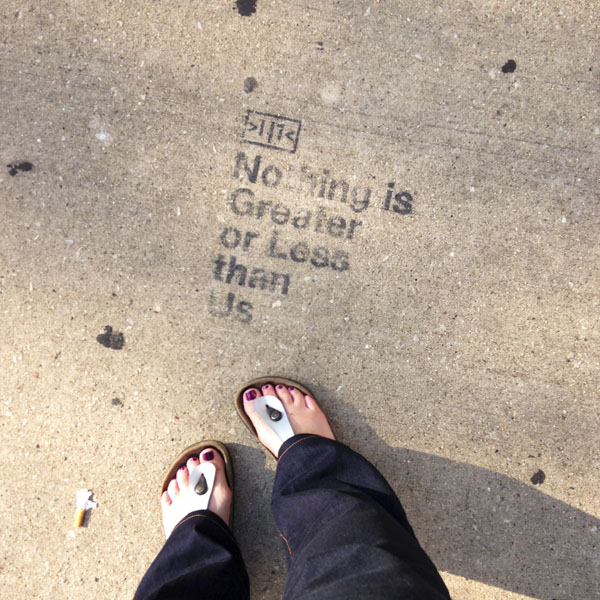 Nothing is
Greater
or Less
than
Us